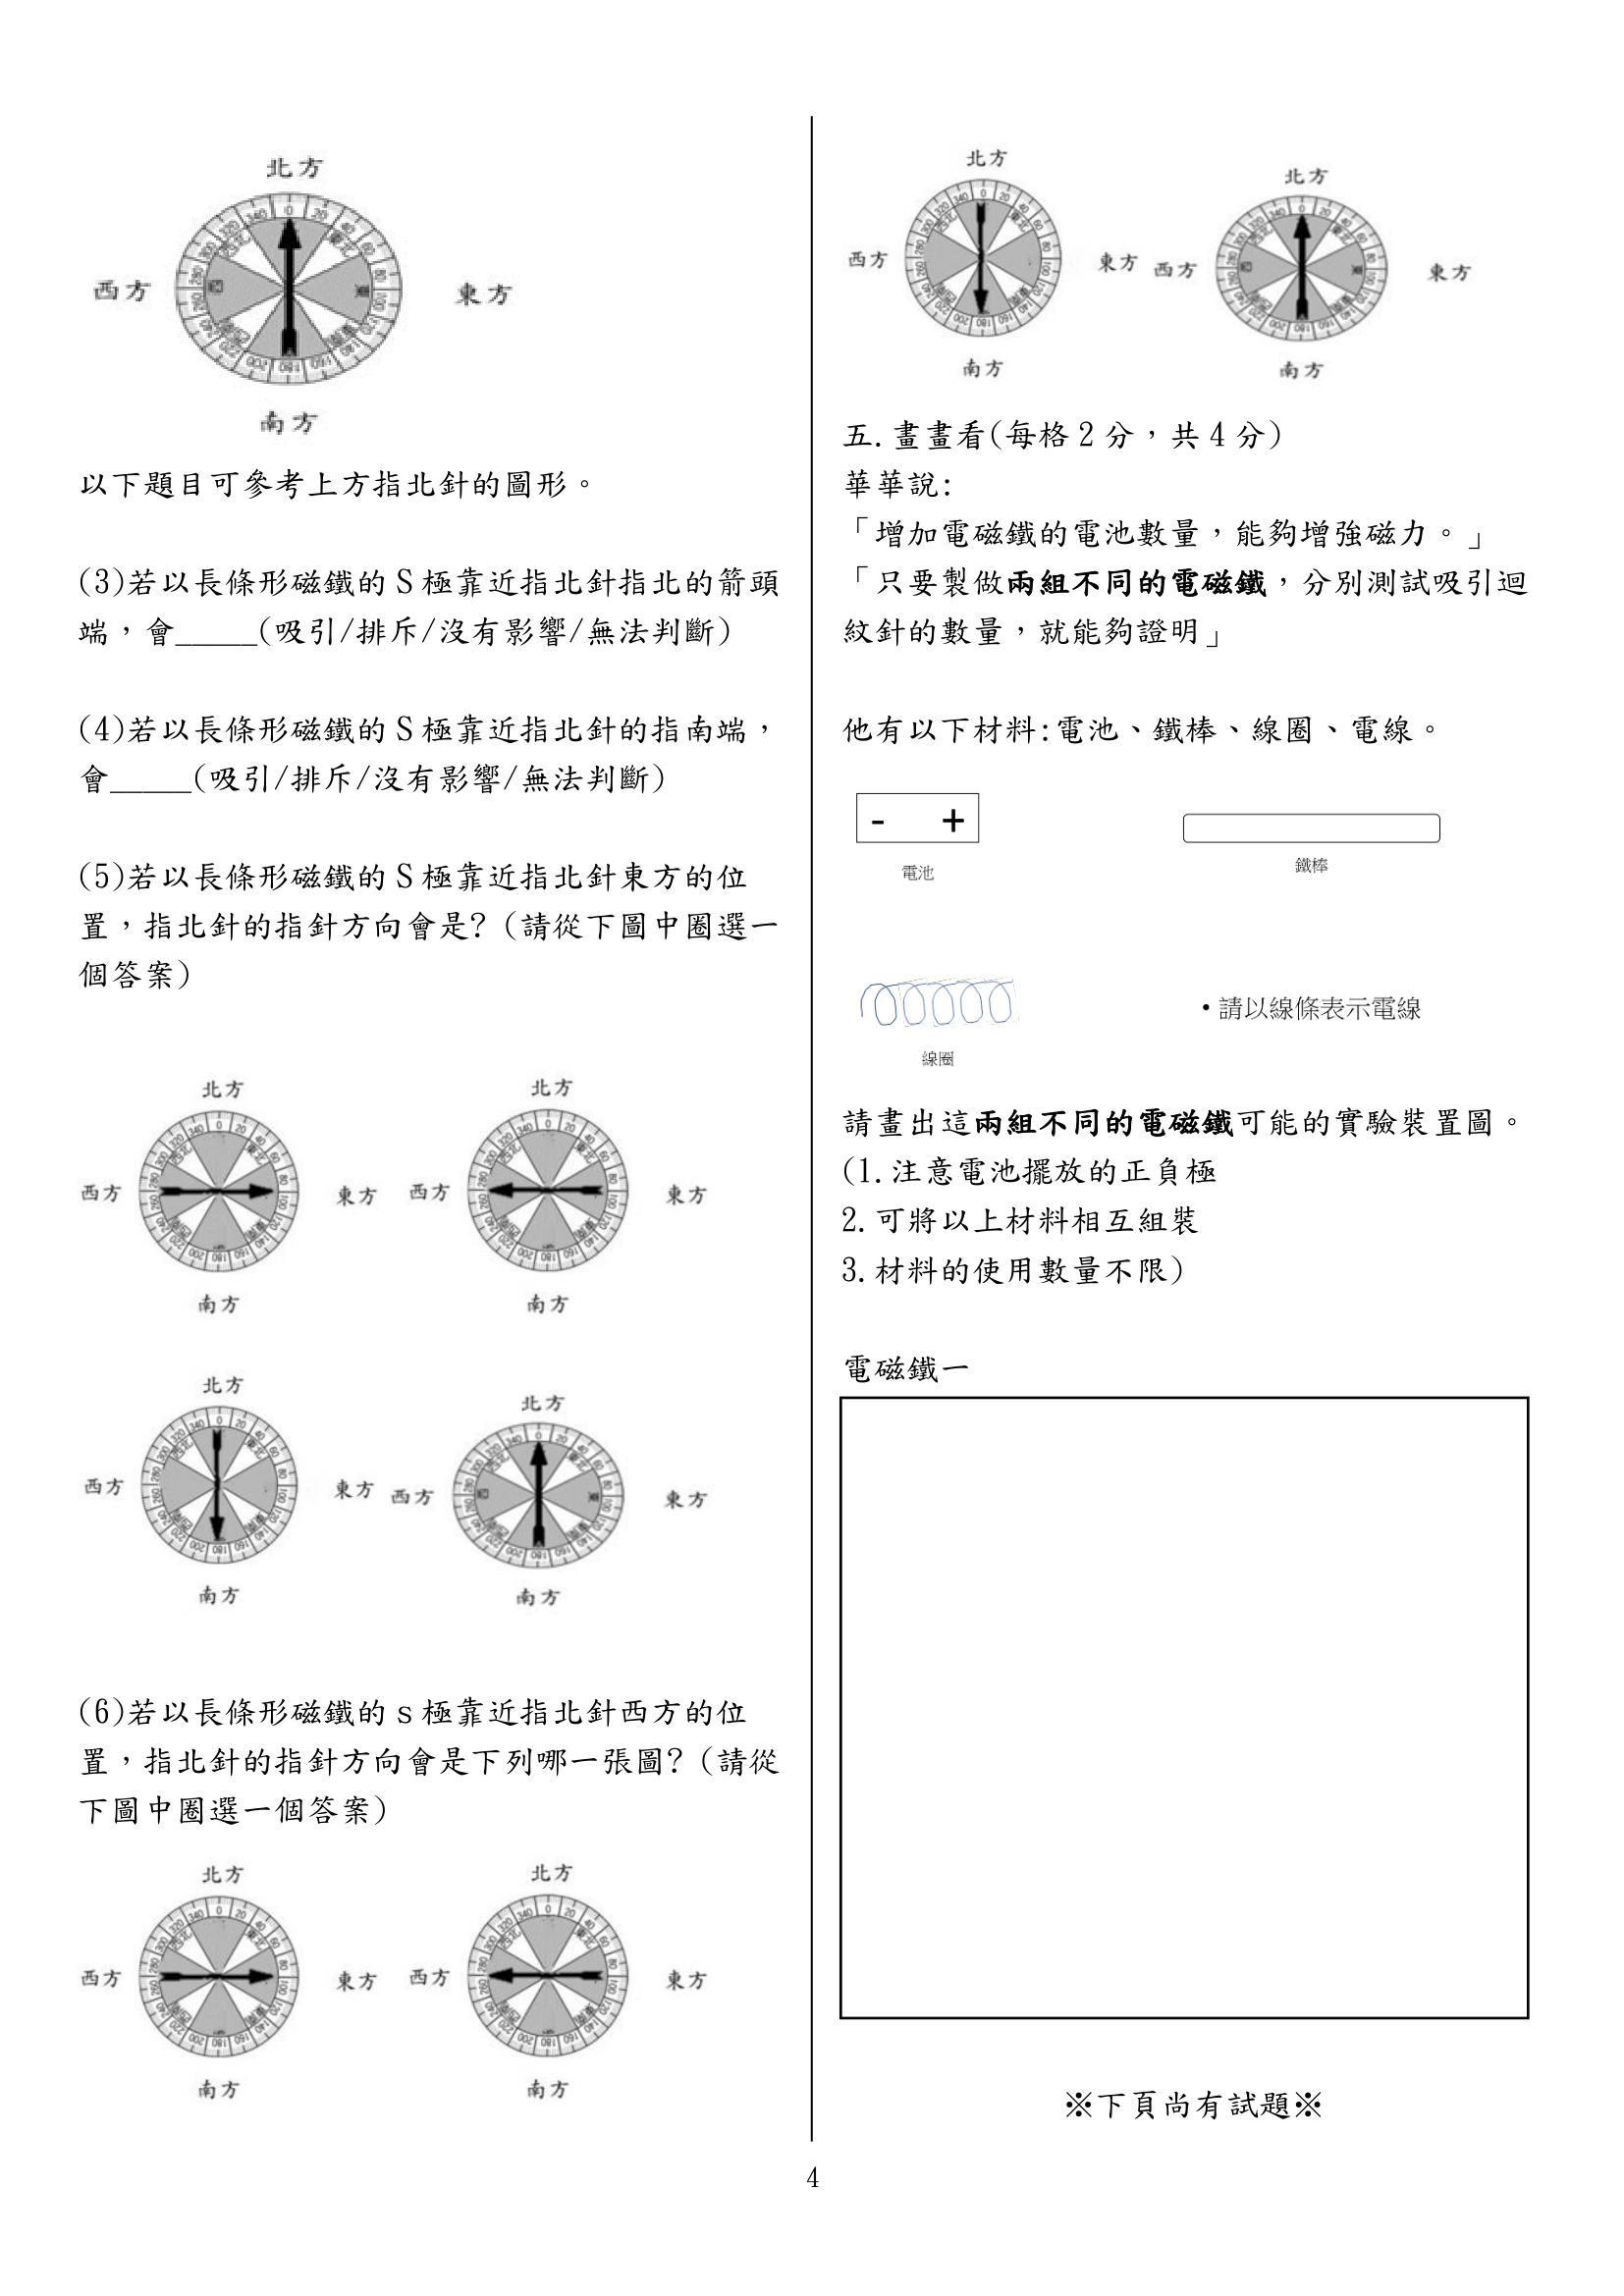 北方
西方
東方
南方
以下題目可參考上方指北針的圖形。
(3)若以長條形磁鐵的S極靠近指北針指北的箭頭
端，會_____(吸引/排斥/沒有影響/無法判斷)
(4)若以長條形磁鐵的S極靠近指北針的指南端，
會_____(吸引/排斥/沒有影響/無法判斷)
(5)若以長條形磁鐵的S極靠近指北針東方的位
置，指北針的指針方向會是?(請從下圖中圈選一
個答案)
北方 北方
西方 東方 西方 東方
南方 南方
北方 北方
西方 東方 西方 東方
南方 南方
(6)若以長條形磁鐵的s極靠近指北針西方的位
置，指北針的指針方向會是下列哪一張圖?(請從
下圖中圈選一個答案)
北方 北方
西方 東方 西方 東方
南方 南方
北方 北方
西方 東方 西方 東方
南方 南方
五.畫畫看(每格2分，共4分)
華華說:
「增加電磁鐵的電池數量，能夠增強磁力。」
「只要製做兩組不同的電磁鐵，分別測試吸引迴
紋針的數量，就能夠證明」
他有以下材料:電池、鐵棒、線圈、電線。
- +
電池 鐵棒
•請以線條表示電線
線圈
請畫出這兩組不同的電磁鐵可能的實驗裝置圖。
(1.注意電池擺放的正負極
2.可將以上材料相互組裝
3.材料的使用數量不限)
電磁鐵一
※下頁尚有試題※
4